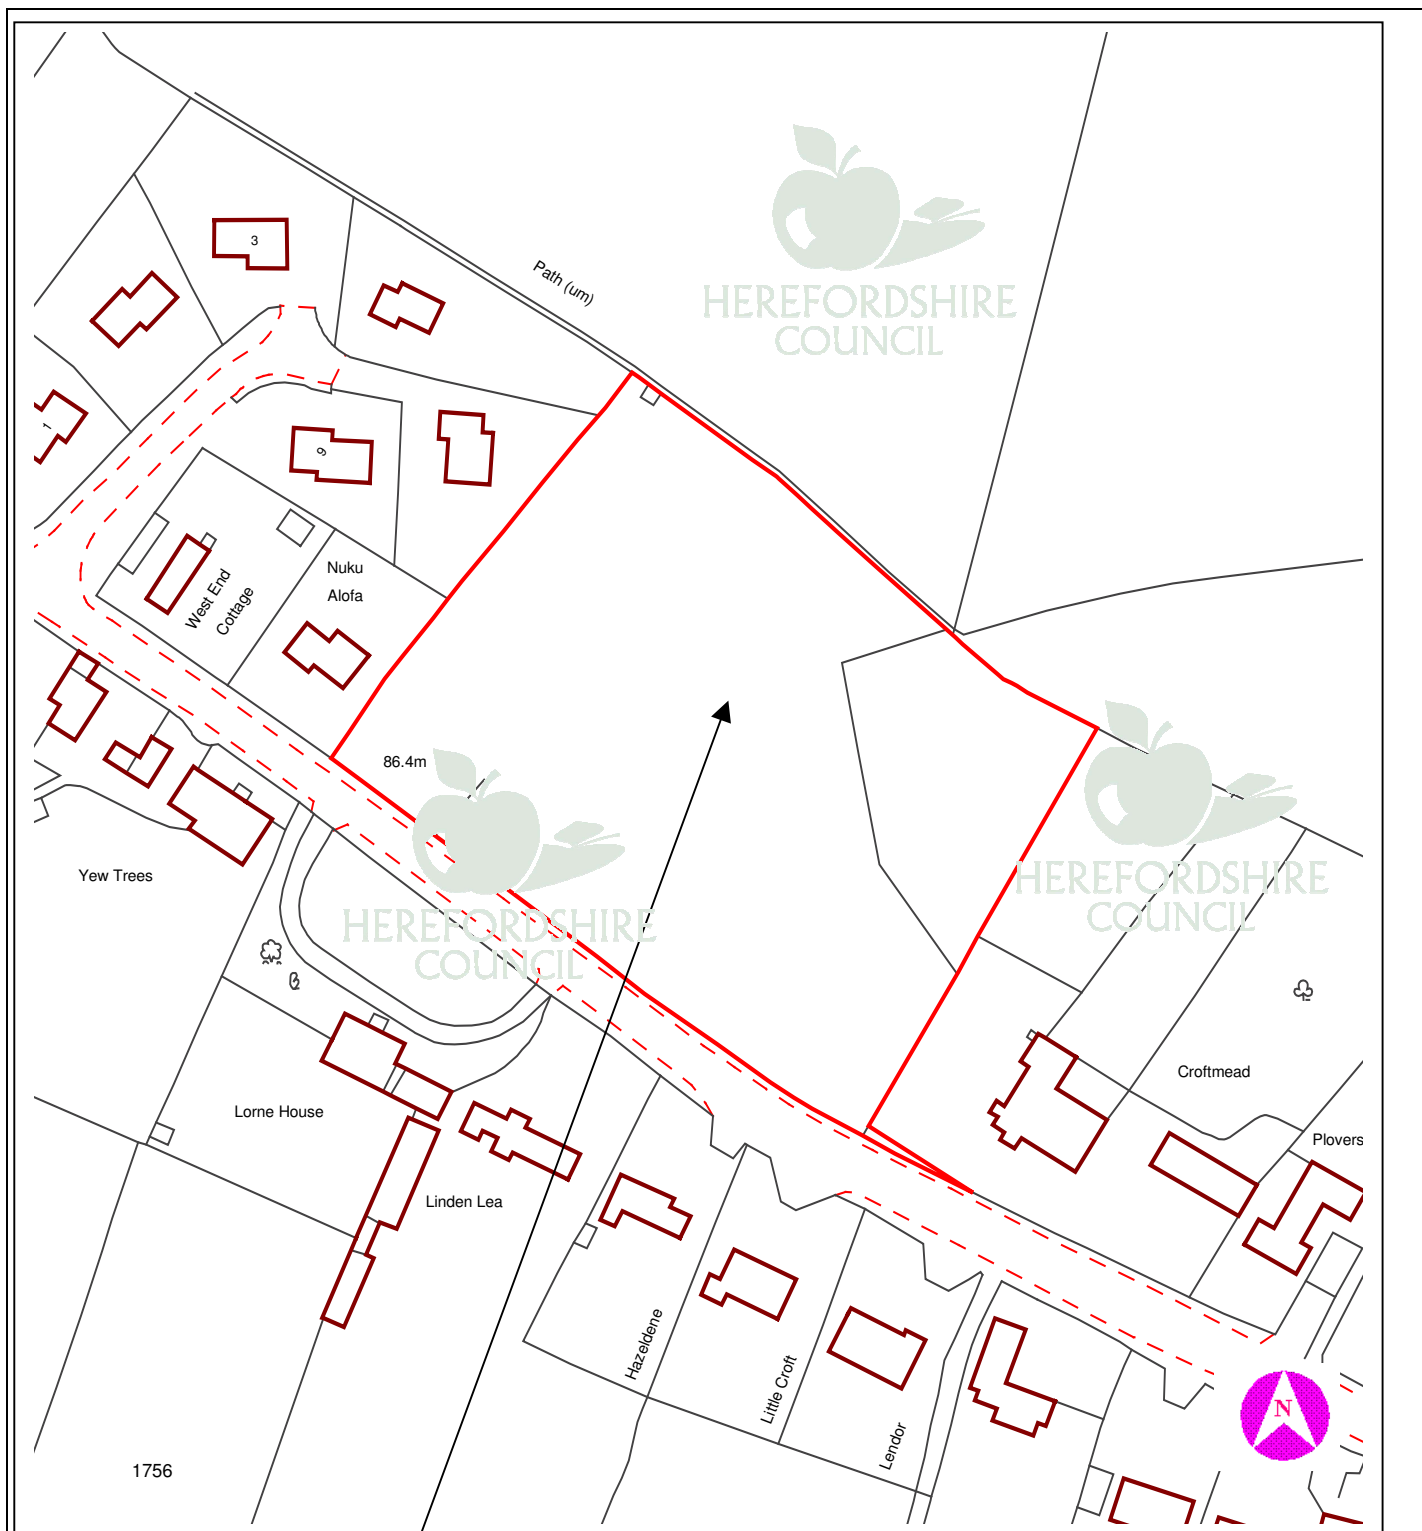 HEREFORDSHIRE
COUNCIL
3
Path (um)
1
9
Nuku
Alofa
West End
Cottage
86.4m
HEREFORDSHIRE
COUNCIL
Yew Trees
HEREFORDSHIRE
COUNCIL
Croftmead
Lorne House
Plovers
Linden Lea
Hazeldene
Little Croft
Lendor
N
1756